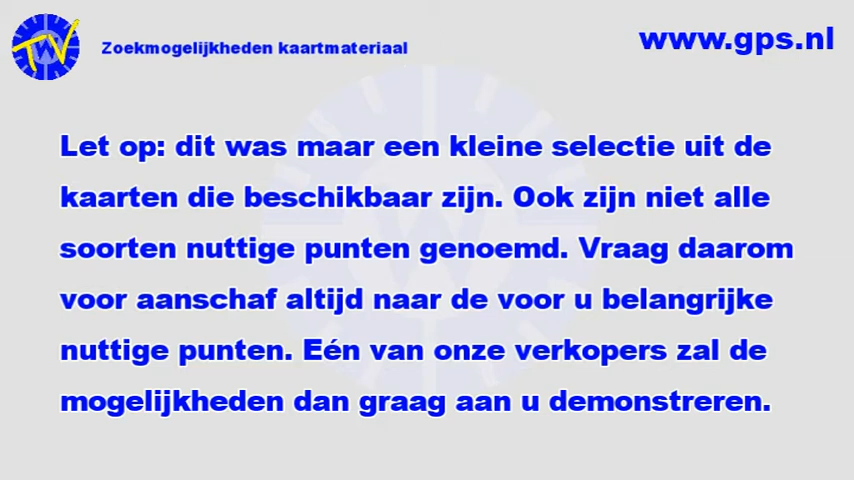 TV
W
Zoekmogelijkheden kaartmateriaal
www.gps.nl
Let op: dit was maar een kleine selectie uit de
kaarten die beschikbaar zijn. Ook zijn niet alle
soorten nuttige punten genoemd. Vraag daarom
voor aanschaf altijd naar de voor u belangrijke
nuttige punten. Eén van onze verkopers zal de
mogelijkheden dan graag aan u demonstreren.